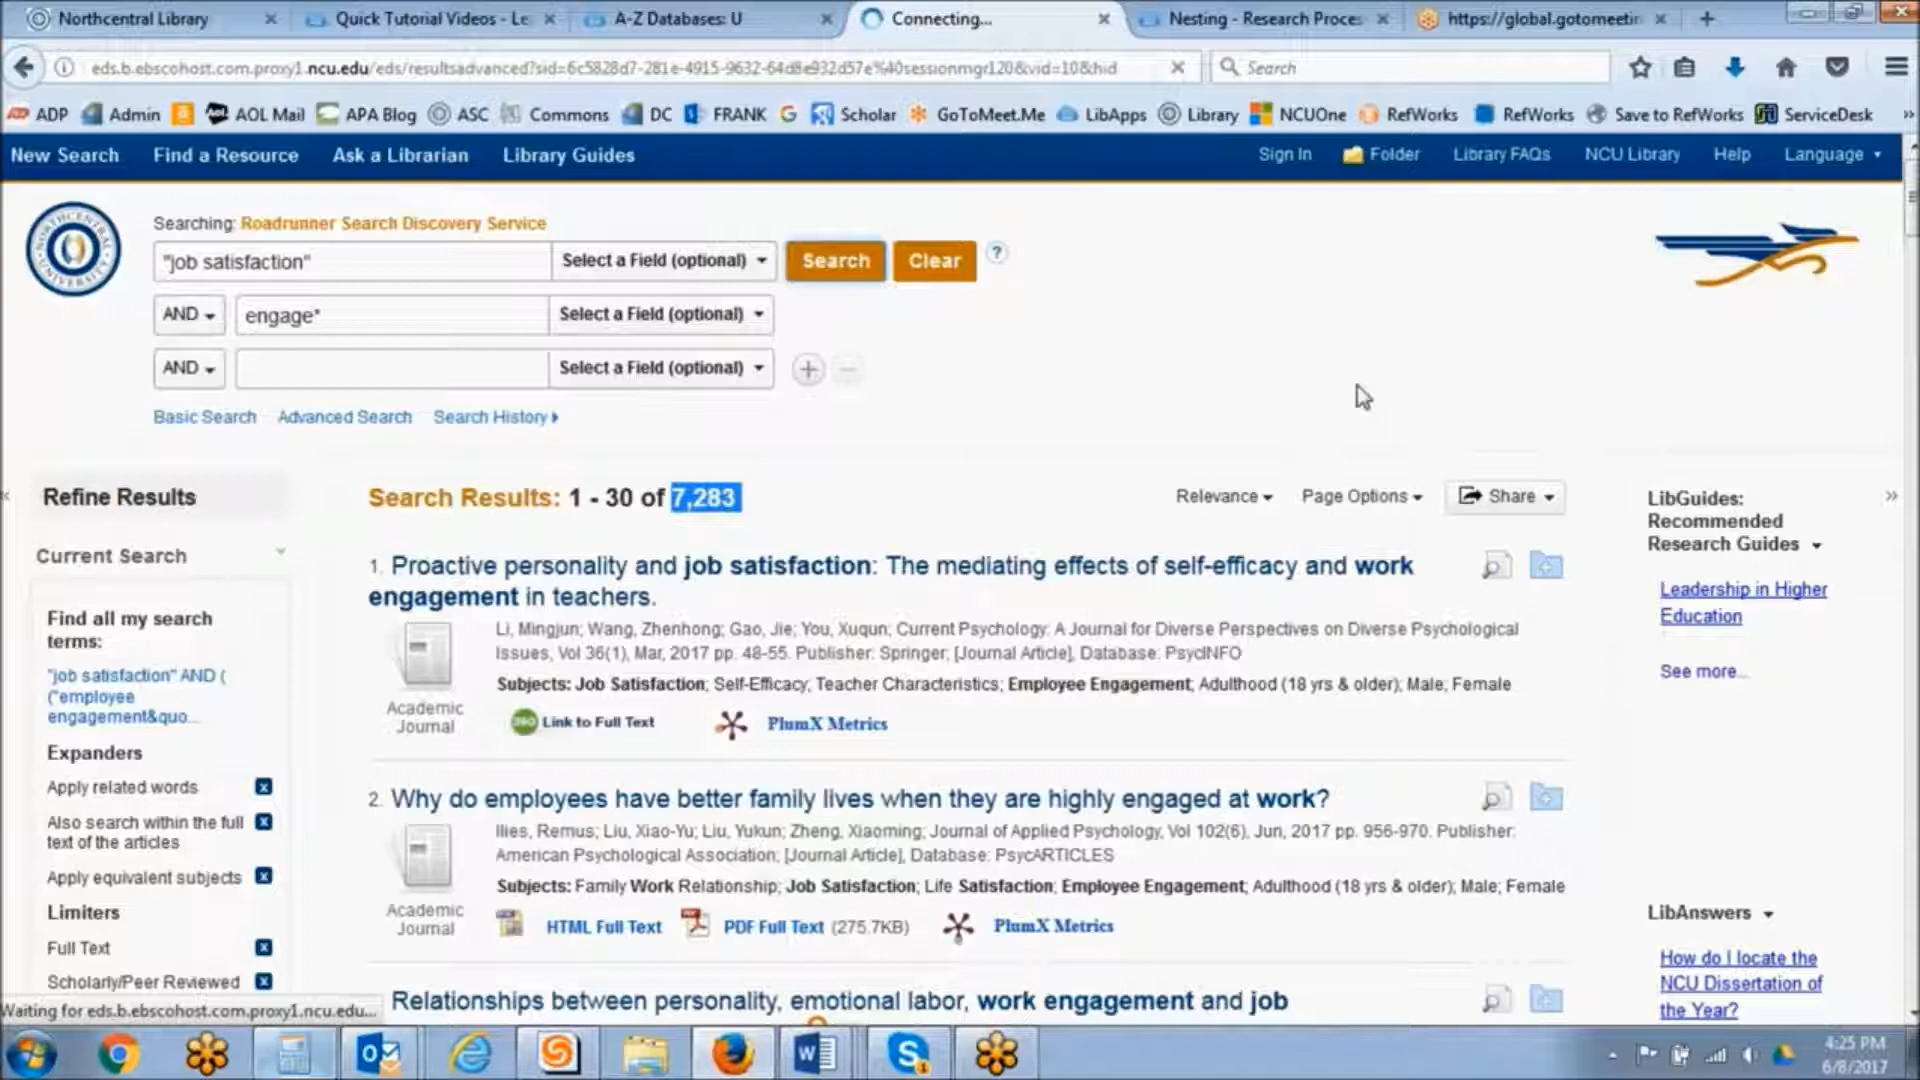 Northcentral Library
Quick Tutorial Videos - Le
A-Z Databases: U
Connecting...
Nesting - Research Proces
https://global.gotomeetin
eds.b.ebscohost.com.proxy1.ncu.edu/eds/resultsadvanced?sid=6c5828d7-281e-4915-9632-64d8e932d57e%40sessionmgr120&vid=10&hid
Search
ADP Admin AOL Mail APA Blog ASC Commons DC FRANK Scholar GoToMeet.Me LibApps Library NCUOne RefWorks RefWorks Save to RefWorks ServiceDesk
New Search Find a Resource Ask a Librarian Library Guides Sign In Folder Library FAQs NCU Library Help Language
NORTHCENTRAL UNIVERSITY
Searching: Roadrunner Search Discovery Service
"job satisfaction" Select a Field (optional) Search Clear ?
AND engage* Select a Field (optional)
AND Select a Field (optional)
Basic Search Advanced Search Search History
Refine Results
Current Search
Find all my search
terms:
"job satisfaction" AND (
("employee
engagement&quo...
Expanders
Apply related words
Also search within the full
text of the articles
Apply equivalent subjects
Limiters
Full Text
Scholarly/Peer Reviewed
Waiting for eds.b.ebscohost.com.proxy1.ncu.edu...
Search Results: 1 - 30 of 7,283
Relevance Page Options Share
1. Proactive personality and job satisfaction: The mediating effects of self-efficacy and work
engagement in teachers.
Li, Mingjun; Wang, Zhenhong; Gao, Jie; You, Xuqun; Current Psychology: A Journal for Diverse Perspectives on Diverse Psychological
Issues, Vol 36(1), Mar, 2017 pp. 48-55. Publisher: Springer; [Journal Article], Database: PsycINFO
Subjects: Job Satisfaction; Self-Efficacy; Teacher Characteristics; Employee Engagement; Adulthood (18 yrs & older); Male; Female
Academic
Journal
360 Link to Full Text PlumX Metrics
2. Why do employees have better family lives when they are highly engaged at work?
Ilies, Remus; Liu, Xiao-Yu; Liu, Yukun; Zheng, Xiaoming; Journal of Applied Psychology, Vol 102(6), Jun, 2017 pp. 956-970. Publisher:
American Psychological Association; [Journal Article], Database: PsycARTICLES
Subjects: Family Work Relationship; Job Satisfaction; Life Satisfaction; Employee Engagement; Adulthood (18 yrs & older); Male; Female
Academic
Journal
HTML Full Text PDF Full Text (275.7KB) PlumX Metrics
Relationships between personality, emotional labor, work engagement and job
LibGuides:
Recommended
Research Guides
Leadership in Higher
Education
See more...
LibAnswers
How do I locate the
NCU Dissertation of
the Year?
4:25 PM
6/8/2017